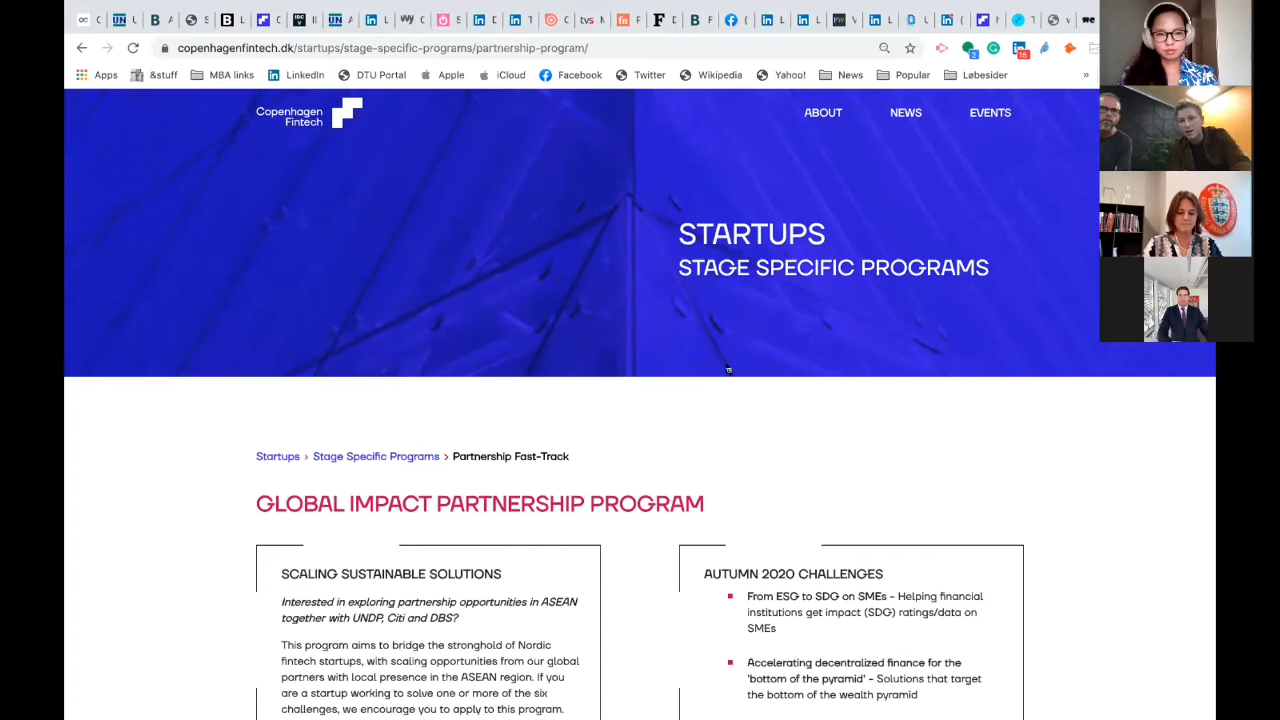 copenhagenfintech.dk/startups/stage-specific-programs/partnership-program/
Apps &stuff MBA links LinkedIn DTU Portal Apple iCloud Facebook Twitter Wikipedia Yahoo! News Popular Løbesider »
Copenhagen
Fintech
ABOUT NEWS EVENTS
STARTUPS
STAGE SPECIFIC PROGRAMS
Startups › Stage Specific Programs › Partnership Fast-Track
GLOBAL IMPACT PARTNERSHIP PROGRAM
SCALING SUSTAINABLE SOLUTIONS
Interested in exploring partnership opportunities in ASEAN
together with UNDP, Citi and DBS?
This program aims to bridge the stronghold of Nordic
fintech startups, with scaling opportunities from our global
partners with local presence in the ASEAN region. If you
are a startup working to solve one or more of the six
challenges, we encourage you to apply to this program.
AUTUMN 2020 CHALLENGES
From ESG to SDG on SMEs - Helping financial
institutions get impact (SDG) ratings/data on
SMEs
Accelerating decentralized finance for the
'bottom of the pyramid' - Solutions that target
the bottom of the wealth pyramid